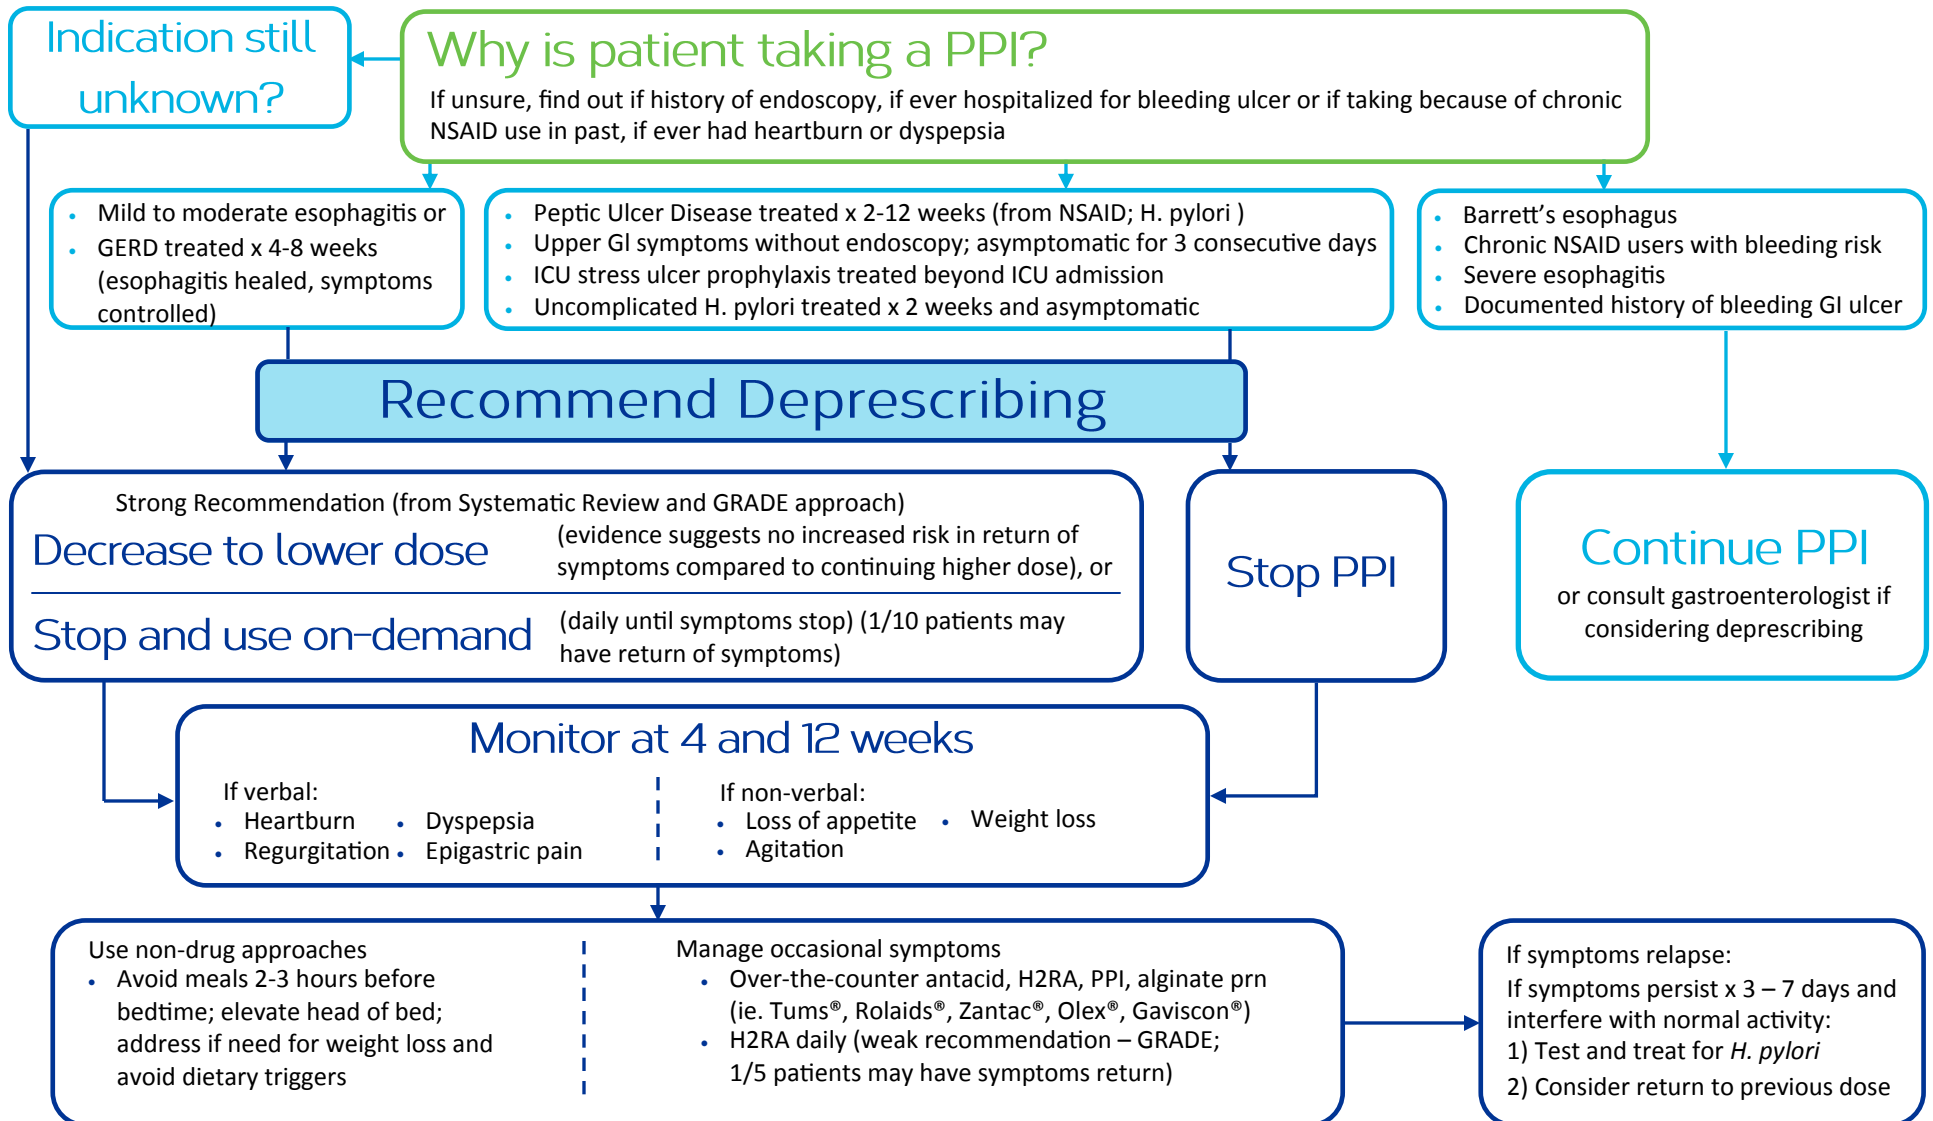 Indication still
unknown?
Why is patient taking a PPI?
If unsure, find out if history of endoscopy, if ever hospitalized for bleeding ulcer or if taking because of chronic
NSAID use in past, if ever had heartburn or dyspepsia
• Mild to moderate esophagitis or
• GERD treated x 4-8 weeks
(esophagitis healed, symptoms
controlled)
• Peptic Ulcer Disease treated x 2-12 weeks (from NSAID; H. pylori )
• Upper GI symptoms without endoscopy; asymptomatic for 3 consecutive days
• ICU stress ulcer prophylaxis treated beyond ICU admission
• Uncomplicated H. pylori treated x 2 weeks and asymptomatic
• Barrett’s esophagus
• Chronic NSAID users with bleeding risk
• Severe esophagitis
• Documented history of bleeding GI ulcer
Recommend Deprescribing
Strong Recommendation (from Systematic Review and GRADE approach)
Decrease to lower dose
(evidence suggests no increased risk in return of
symptoms compared to continuing higher dose), or
Stop and use on-demand
(daily until symptoms stop) (1/10 patients may
have return of symptoms)
Stop PPI
Continue PPI
or consult gastroenterologist if
considering deprescribing
Monitor at 4 and 12 weeks
If verbal:
• Heartburn • Dyspepsia
• Regurgitation • Epigastric pain
If non-verbal:
• Loss of appetite • Weight loss
• Agitation
Use non-drug approaches
• Avoid meals 2-3 hours before
bedtime; elevate head of bed;
address if need for weight loss and
avoid dietary triggers
Manage occasional symptoms
• Over-the-counter antacid, H2RA, PPI, alginate prn
(ie. Tums®, Rolaids®, Zantac®, Olex®, Gaviscon®)
• H2RA daily (weak recommendation – GRADE;
1/5 patients may have symptoms return)
If symptoms relapse:
If symptoms persist x 3 – 7 days and
interfere with normal activity:
1) Test and treat for H. pylori
2) Consider return to previous dose